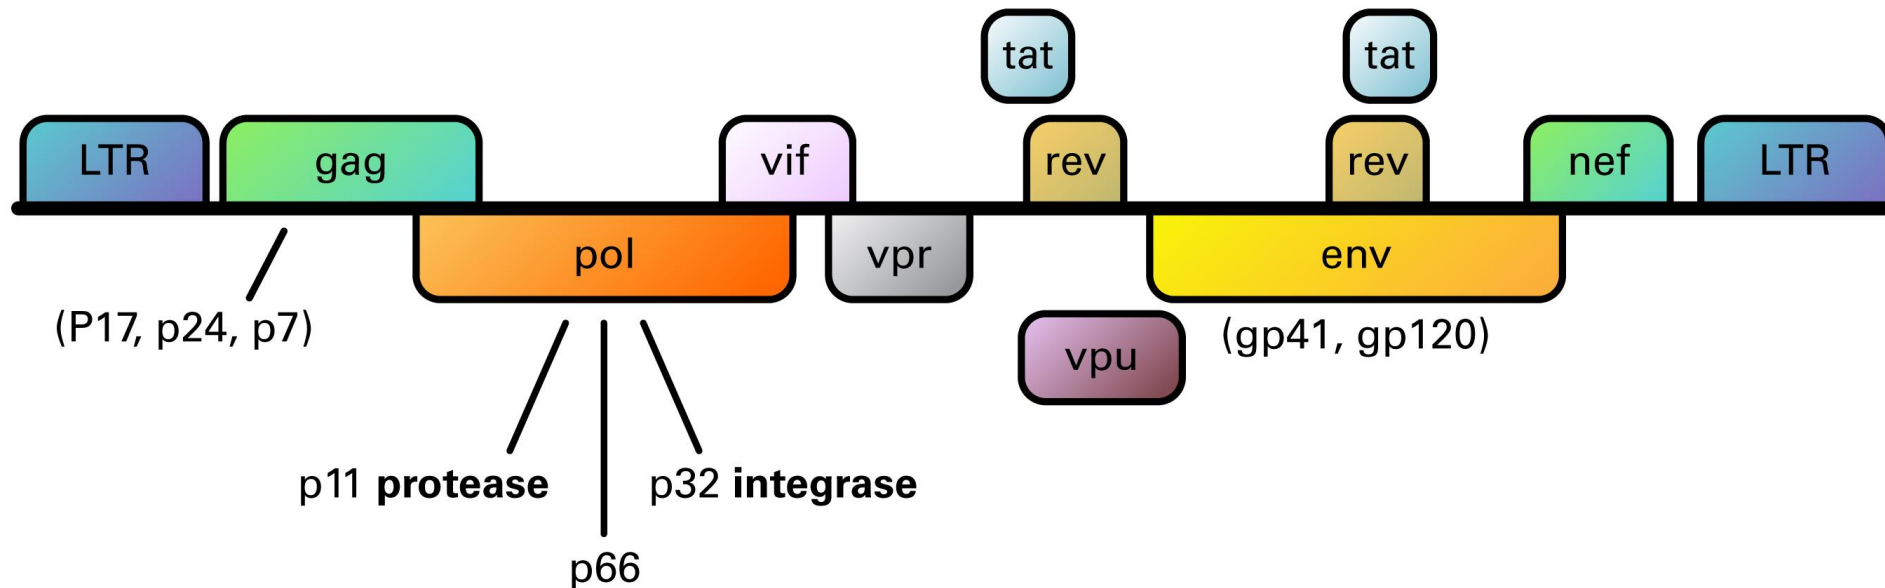 tat tat
LTR gag vif rev rev nef LTR
pol vpr env
(P17, p24, p7) vpu (gp41, gp120)
p11 protease p32 integrase
p66